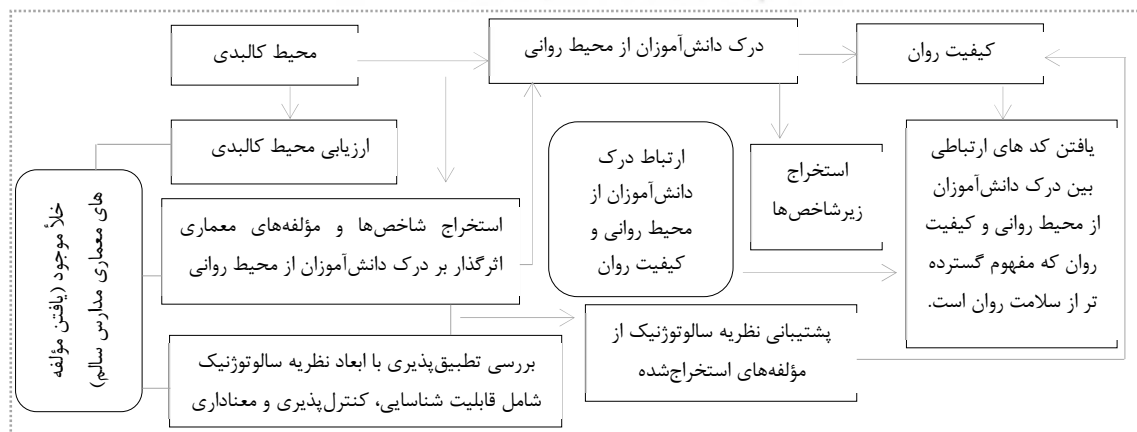 محیط کالبدی
درک دانش‌آموزان از محیط روانی
کیفیت روان
ارزیابی محیط کالبدی
خلأ موجود (یافتن مؤلفه
های معماری مدارس سالم)
استخراج شاخص‌ها و مؤلفه‌های معماری
اثرگذار بر درک دانش‌آموزان از محیط روانی
ارتباط درک
دانش‌آموزان از
محیط روانی و
کیفیت روان
استخراج
زیرشاخص‌ها
یافتن کد های ارتباطی
بین درک دانش‌آموزان
از محیط روانی و کیفیت
روان که مفهوم گسترده
تر از سلامت روان است.
بررسی تطبیق‌پذیری با ابعاد نظریه سالوتوژنیک
شامل قابلیت شناسایی، کنترل‌پذیری و معناداری
پشتیبانی نظریه سالوتوژنیک از
مؤلفه‌های استخراج‌شده